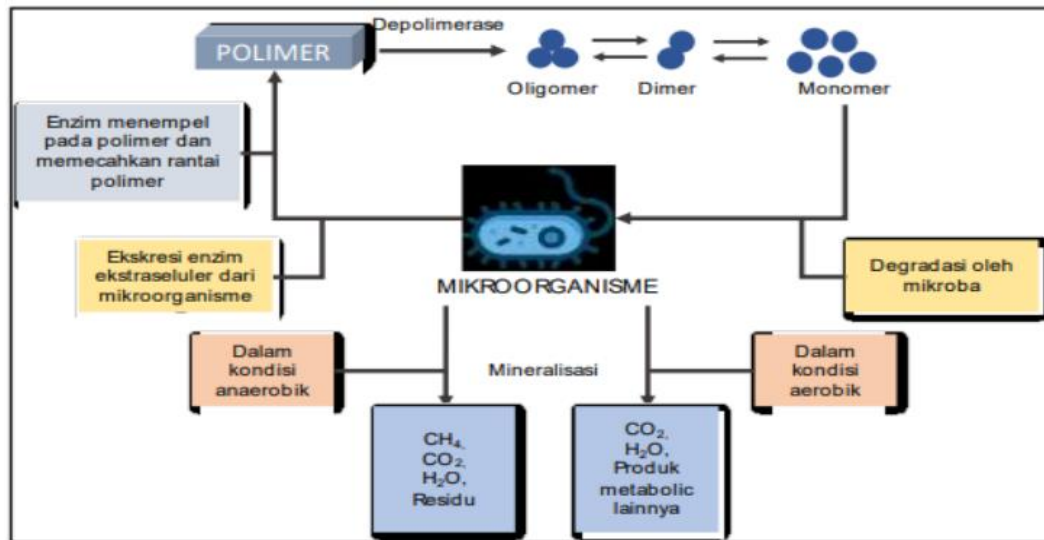 Depolimerase
POLIMER
Oligomer
Dimer
Monomer
Enzim menempel
pada polimer dan
memecahkan rantai
polimer
Ekskresi enzim
ekstraseluler dari
mikroorganisme
MIKROORGANISME
Degradasi oleh
mikroba
Dalam
kondisi
anaerobik
Mineralisasi
Dalam
kondisi
aerobik
CH₄,
CO₂,
H₂O,
Residu
CO₂,
H₂O,
Produk
metabolic
lainnya